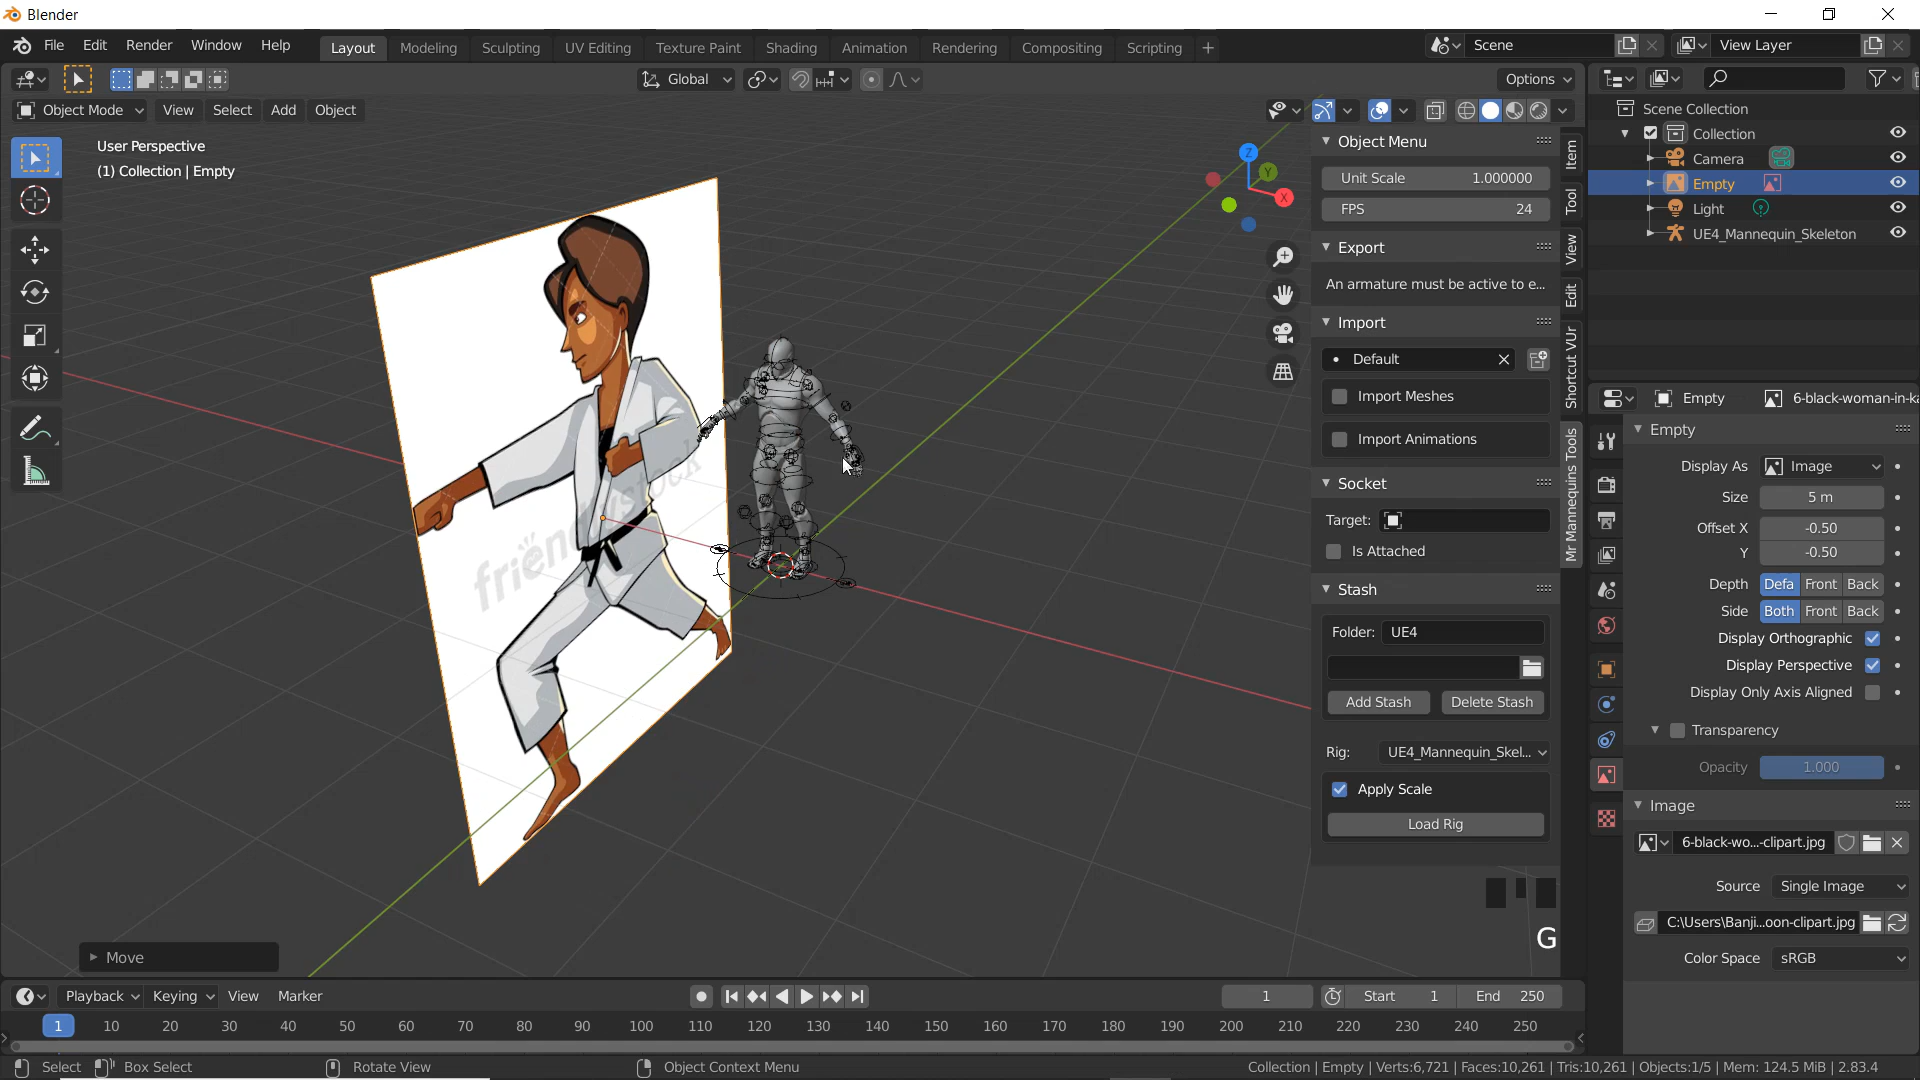 Blender
File Edit Render Window Help Layout Modeling Sculpting UV Editing Texture Paint Shading Animation Rendering Compositing Scripting + Scene View Layer
Global Options
Object Mode View Select Add Object
User Perspective
(1) Collection | Empty
Z
Y
X
Object Menu
Unit Scale 1.000000
FPS 24
Export
An armature must be active to e...
Import
Default
Import Meshes
Import Animations
Socket
Target:
Is Attached
Stash
Folder: UE4
Add Stash Delete Stash
Rig: UE4_Mannequin_Skel...
Apply Scale
Load Rig
Item
Tool
View
Edit
Shortcut VUr
Mr Mannequins Tools
Scene Collection
Collection
Camera
Empty
Light
UE4_Mannequin_Skeleton
Empty 6-black-woman-in-ka
Empty
Display As Image
Size 5 m
Offset X -0.50
Y -0.50
Depth Defa Front Back
Side Both Front Back
Display Orthographic
Display Perspective
Display Only Axis Aligned
Transparency
Opacity 1.000
Image
6-black-wo...-clipart.jpg
Source Single Image
C:\Users\Banji...oon-clipart.jpg
Color Space sRGB
friendlystock
G
Move
Playback Keying View Marker 1 Start 1 End 250
1 10 20 30 40 50 60 70 80 90 100 110 120 130 140 150 160 170 180 190 200 210 220 230 240 250
Select Box Select Rotate View Object Context Menu Collection | Empty | Verts:6,721 | Faces:10,261 | Tris:10,261 | Objects:1/5 | Mem: 124.5 MiB | 2.83.4